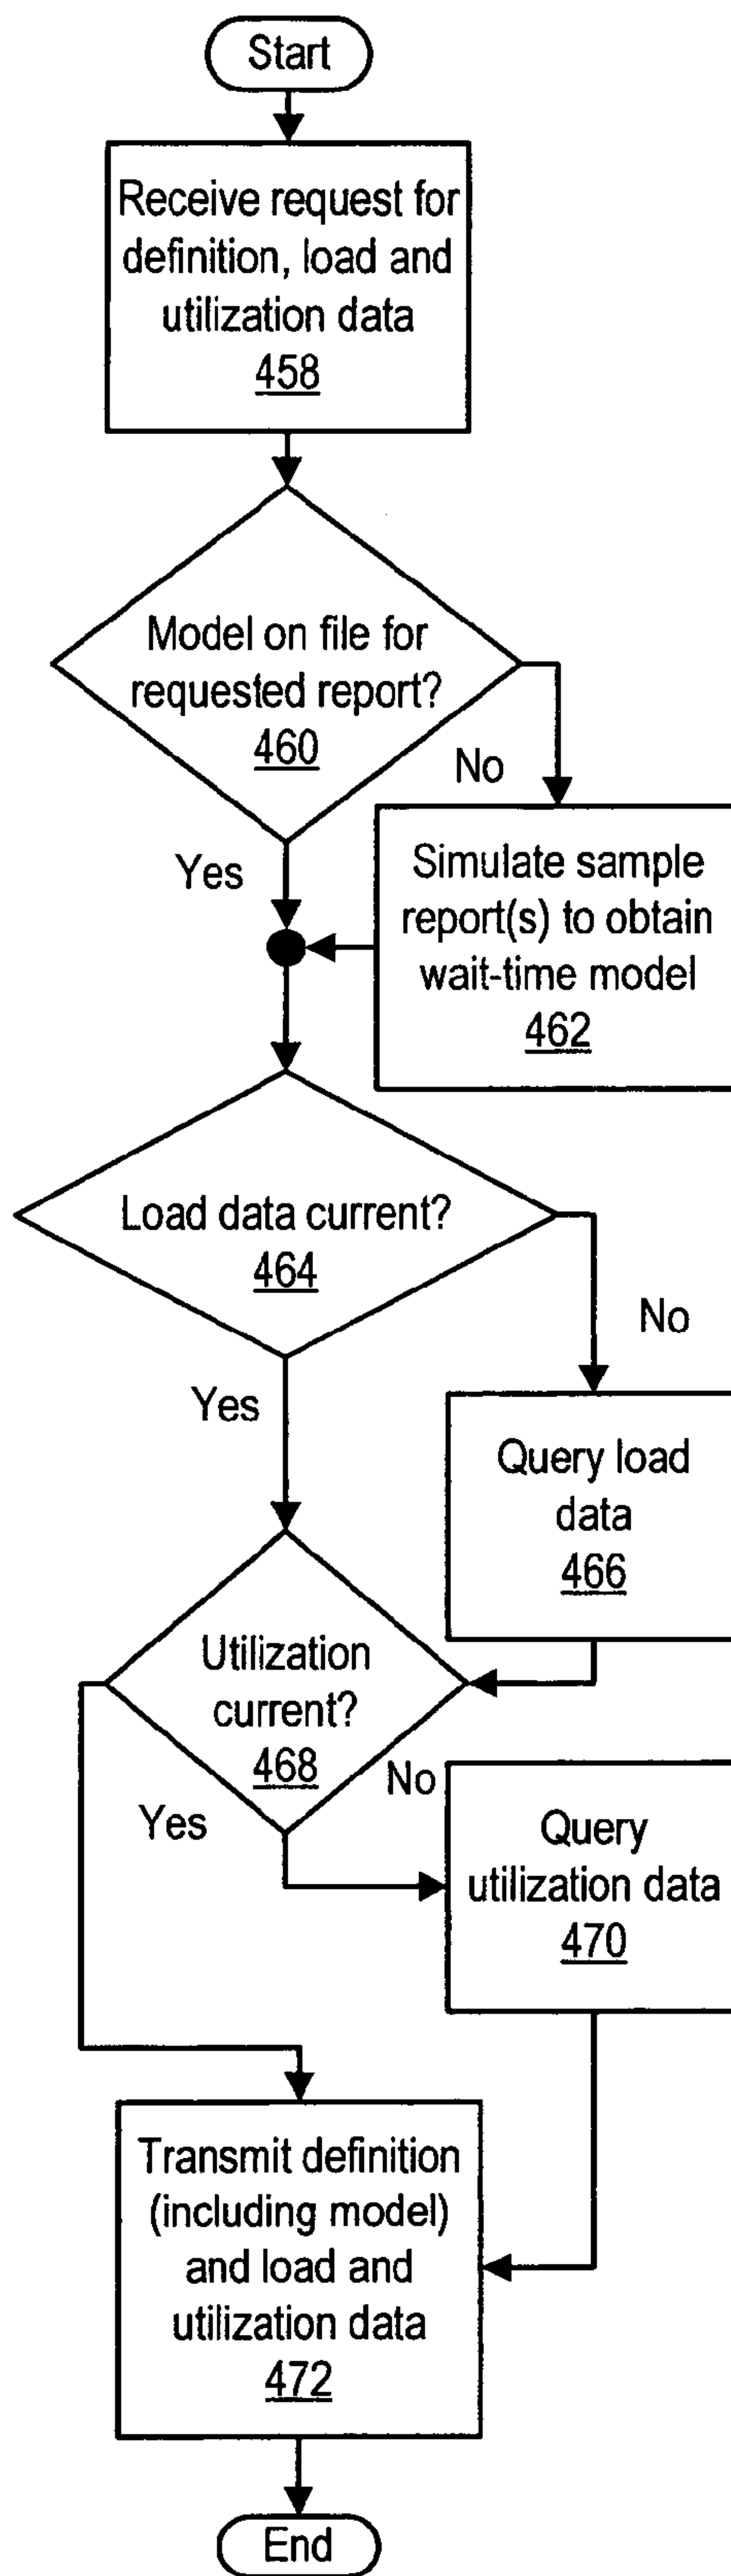 Start
Receive request for
definition, load and
utilization data
458
Model on file for
requested report?
460
No
Yes
Simulate sample
report(s) to obtain
wait-time model
462
Load data current?
464
No
Yes
Query load
data
466
Utilization
current?
468
No
Yes
Query
utilization data
470
Transmit definition
(including model)
and load and
utilization data
472
End